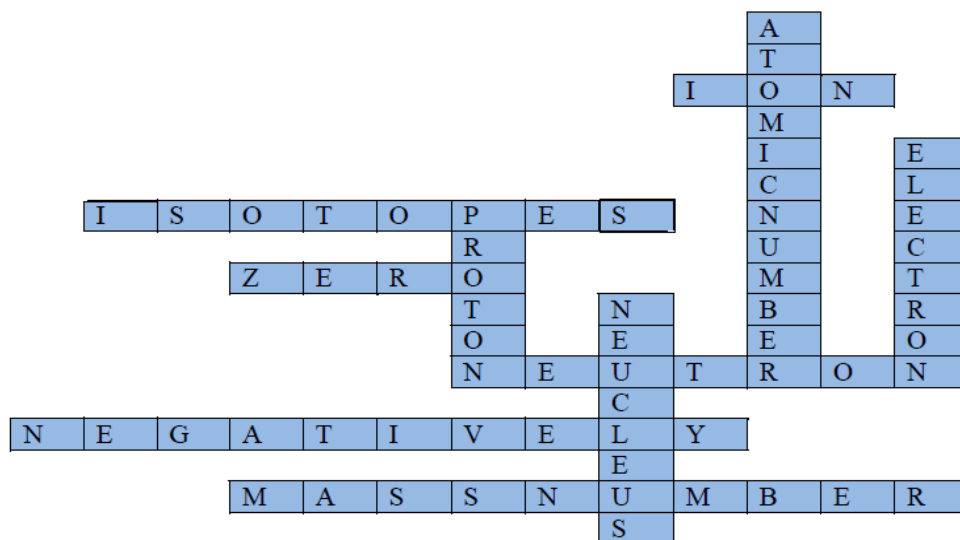 ATOMICNUMBER
ION
ELECTRON
ISOTOPES
PROTON
ZERO
NEUCLEUS
NEUTRON
NEGATIVELY
MASSNUMBER